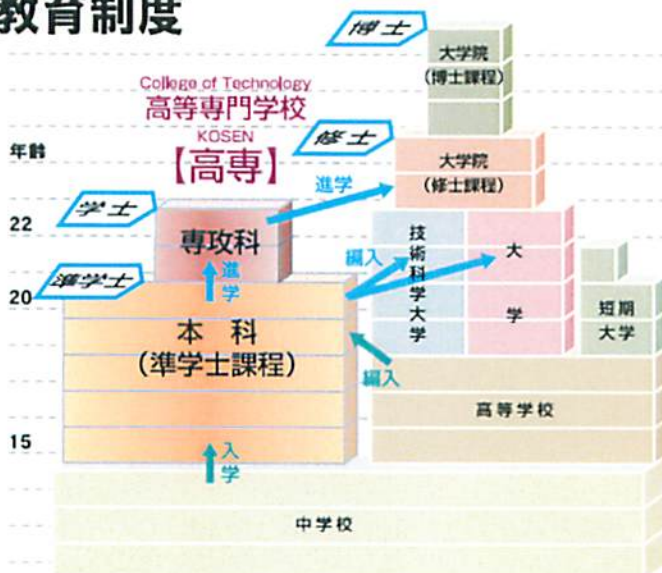 教育制度
博士
大学院
(博士課程)
College of Technology
高等専門学校
KOSEN
【高専】
修士
年齢
大学院
(修士課程)
進学
学士
22
専攻科
技術科学大学
大学
編入
準学士
進学
20
本科
(準学士課程)
短期
大学
編入
高等学校
15
入学
中学校